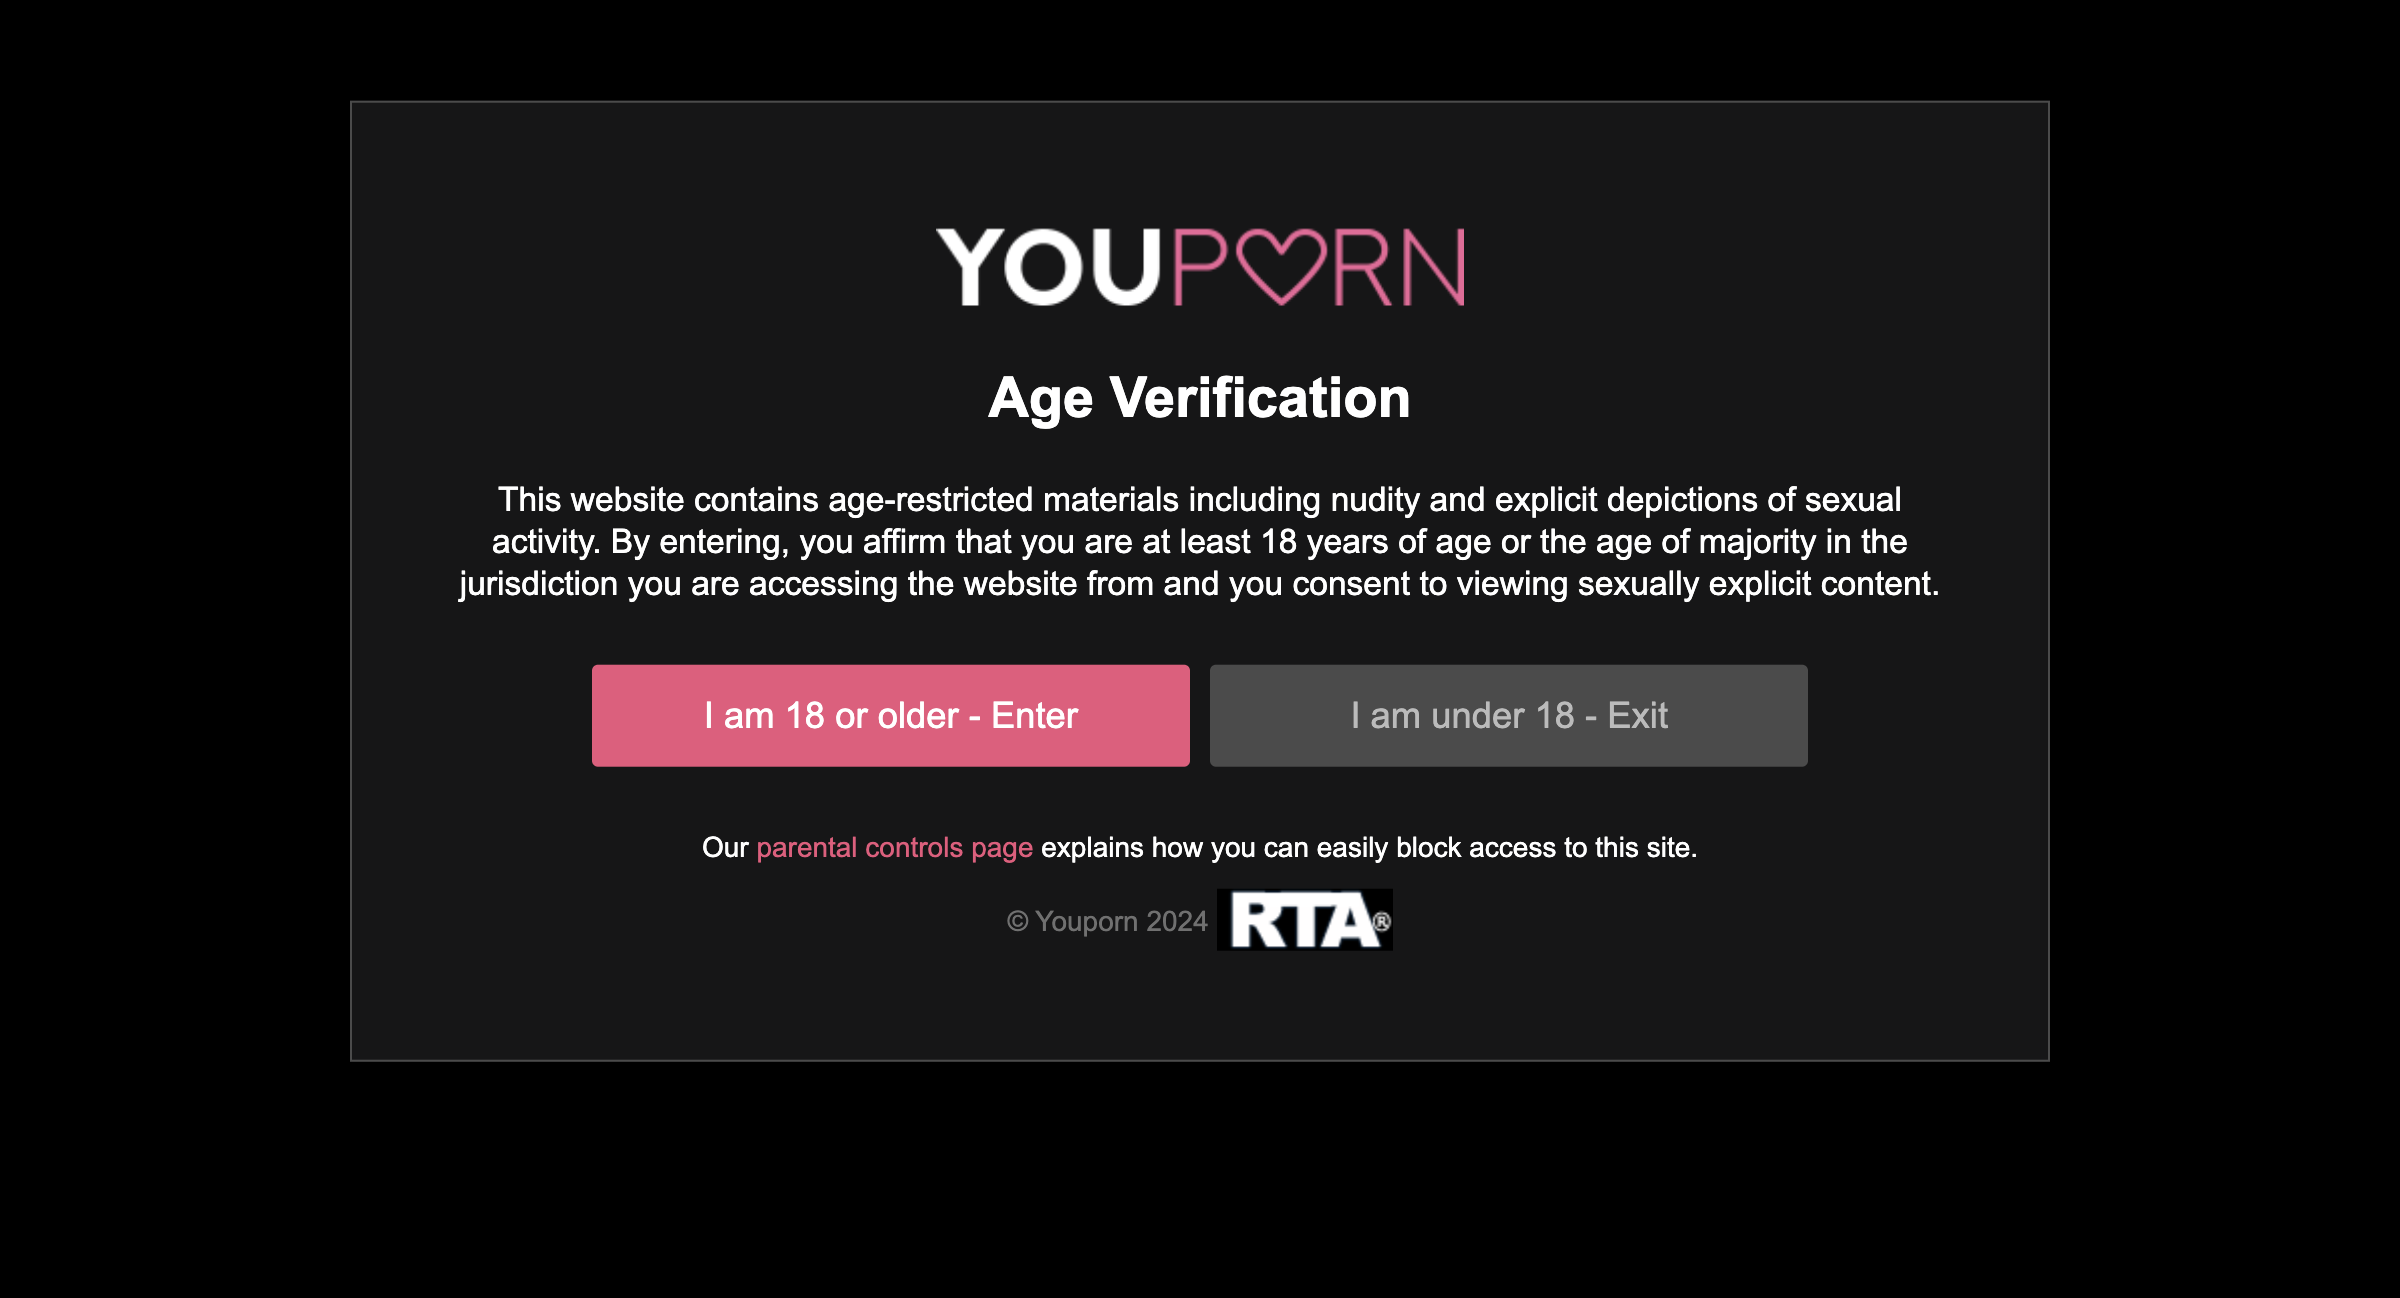 YOUPORN
Age Verification
This website contains age-restricted materials including nudity and explicit depictions of sexual
activity. By entering, you affirm that you are at least 18 years of age or the age of majority in the
jurisdiction you are accessing the website from and you consent to viewing sexually explicit content.
I am 18 or older - Enter
I am under 18 - Exit
Our parental controls page explains how you can easily block access to this site.
© Youporn 2024 RTA®